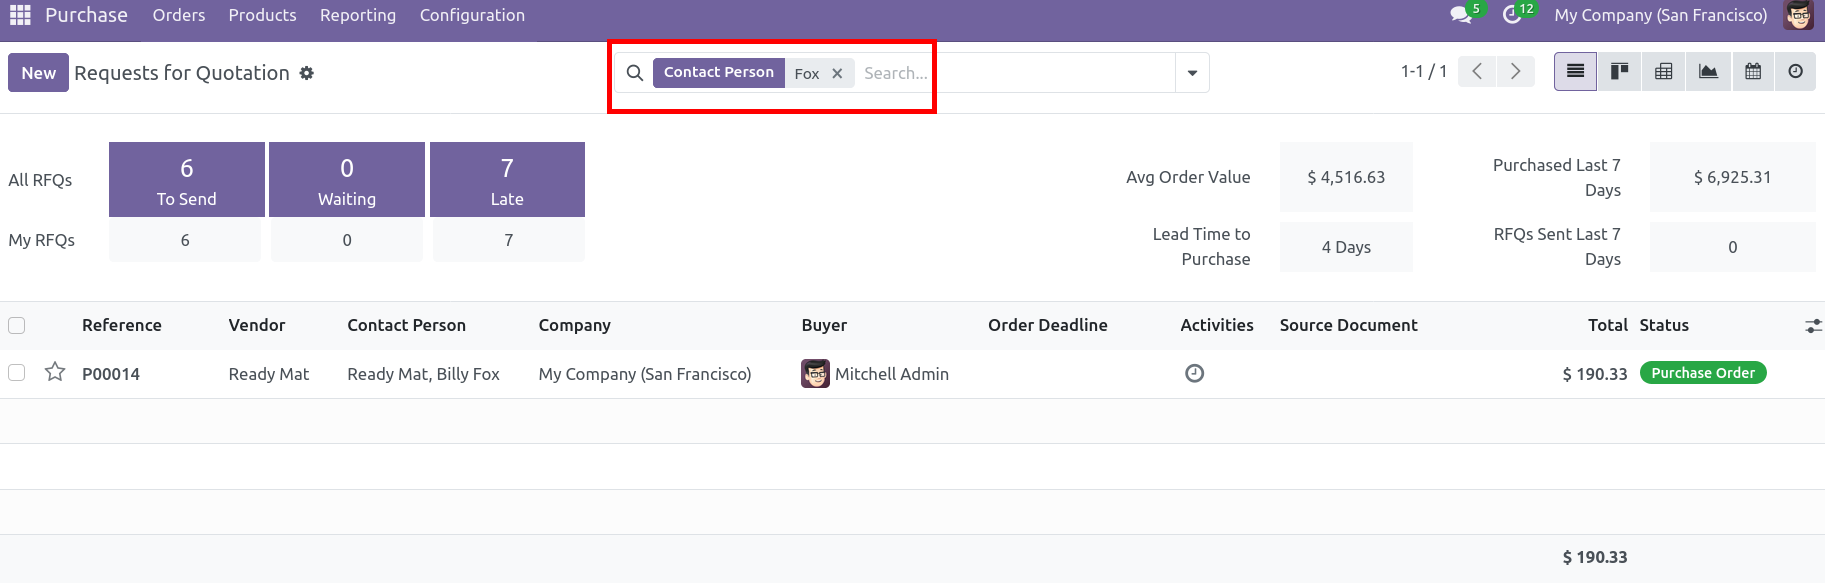 Purchase Orders Products Reporting Configuration 5 12 My Company (San Francisco)
New Requests for Quotation Contact Person Fox Search... 1-1 / 1
All RFQs 6 To Send 0 Waiting 7 Late
My RFQs 6 0 7
Avg Order Value $ 4,516.63 Purchased Last 7 Days $ 6,925.31
Lead Time to Purchase 4 Days RFQs Sent Last 7 Days 0
Reference Vendor Contact Person Company Buyer Order Deadline Activities Source Document Total Status
P00014 Ready Mat Ready Mat, Billy Fox My Company (San Francisco) Mitchell Admin $ 190.33 Purchase Order
$ 190.33